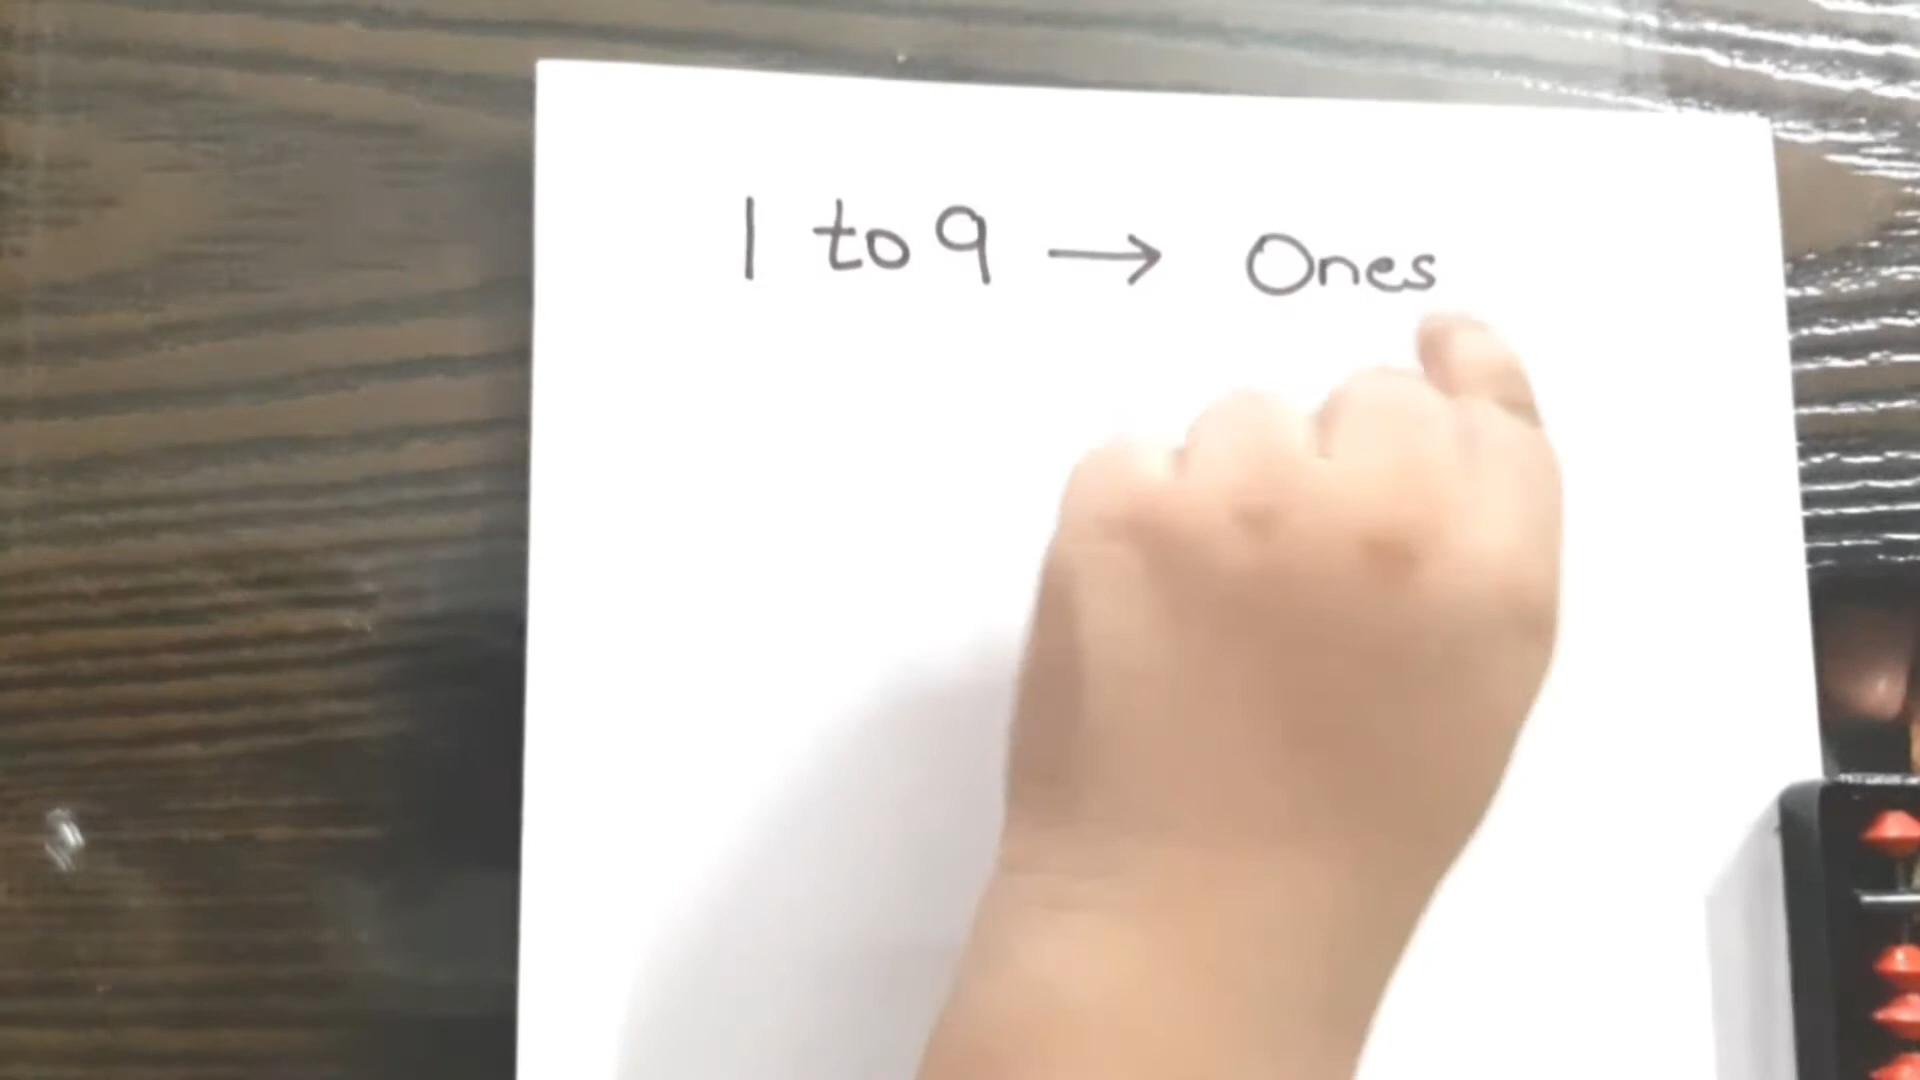 1 to 9 → Ones